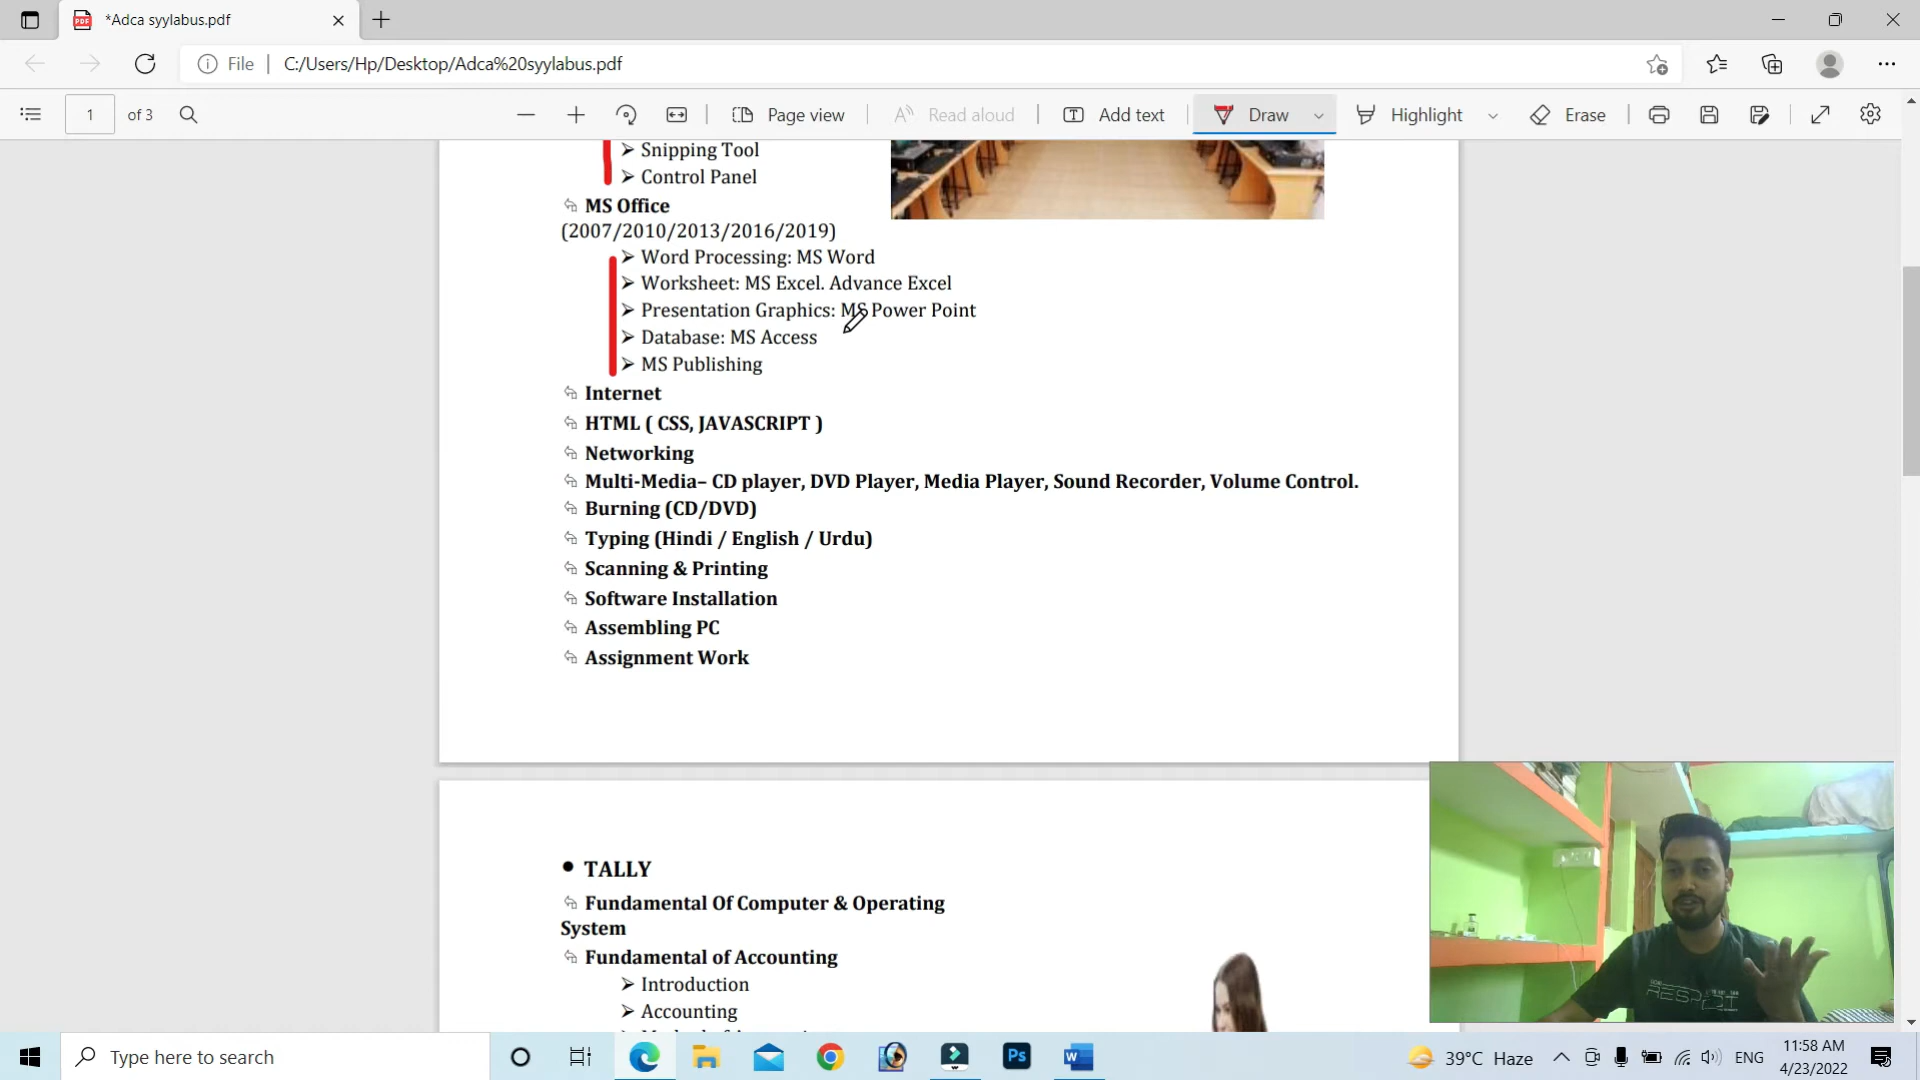 *Adca syylabus.pdf
File
C:/Users/Hp/Desktop/Adca%20syylabus.pdf
1 of 3
Page view
Read aloud
Add text
Draw
Highlight
Erase
➢ Snipping Tool
➢ Control Panel
MS Office
(2007/2010/2013/2016/2019)
➢ Word Processing: MS Word
➢ Worksheet: MS Excel. Advance Excel
➢ Presentation Graphics: MS Power Point
➢ Database: MS Access
➢ MS Publishing
Internet
HTML ( CSS, JAVASCRIPT )
Networking
Multi-Media– CD player, DVD Player, Media Player, Sound Recorder, Volume Control.
Burning (CD/DVD)
Typing (Hindi / English / Urdu)
Scanning & Printing
Software Installation
Assembling PC
Assignment Work
• TALLY
Fundamental Of Computer & Operating
System
Fundamental of Accounting
➢ Introduction
➢ Accounting
RESPECT
Type here to search
Ps
W
39°C Haze
ENG
11:58 AM
4/23/2022